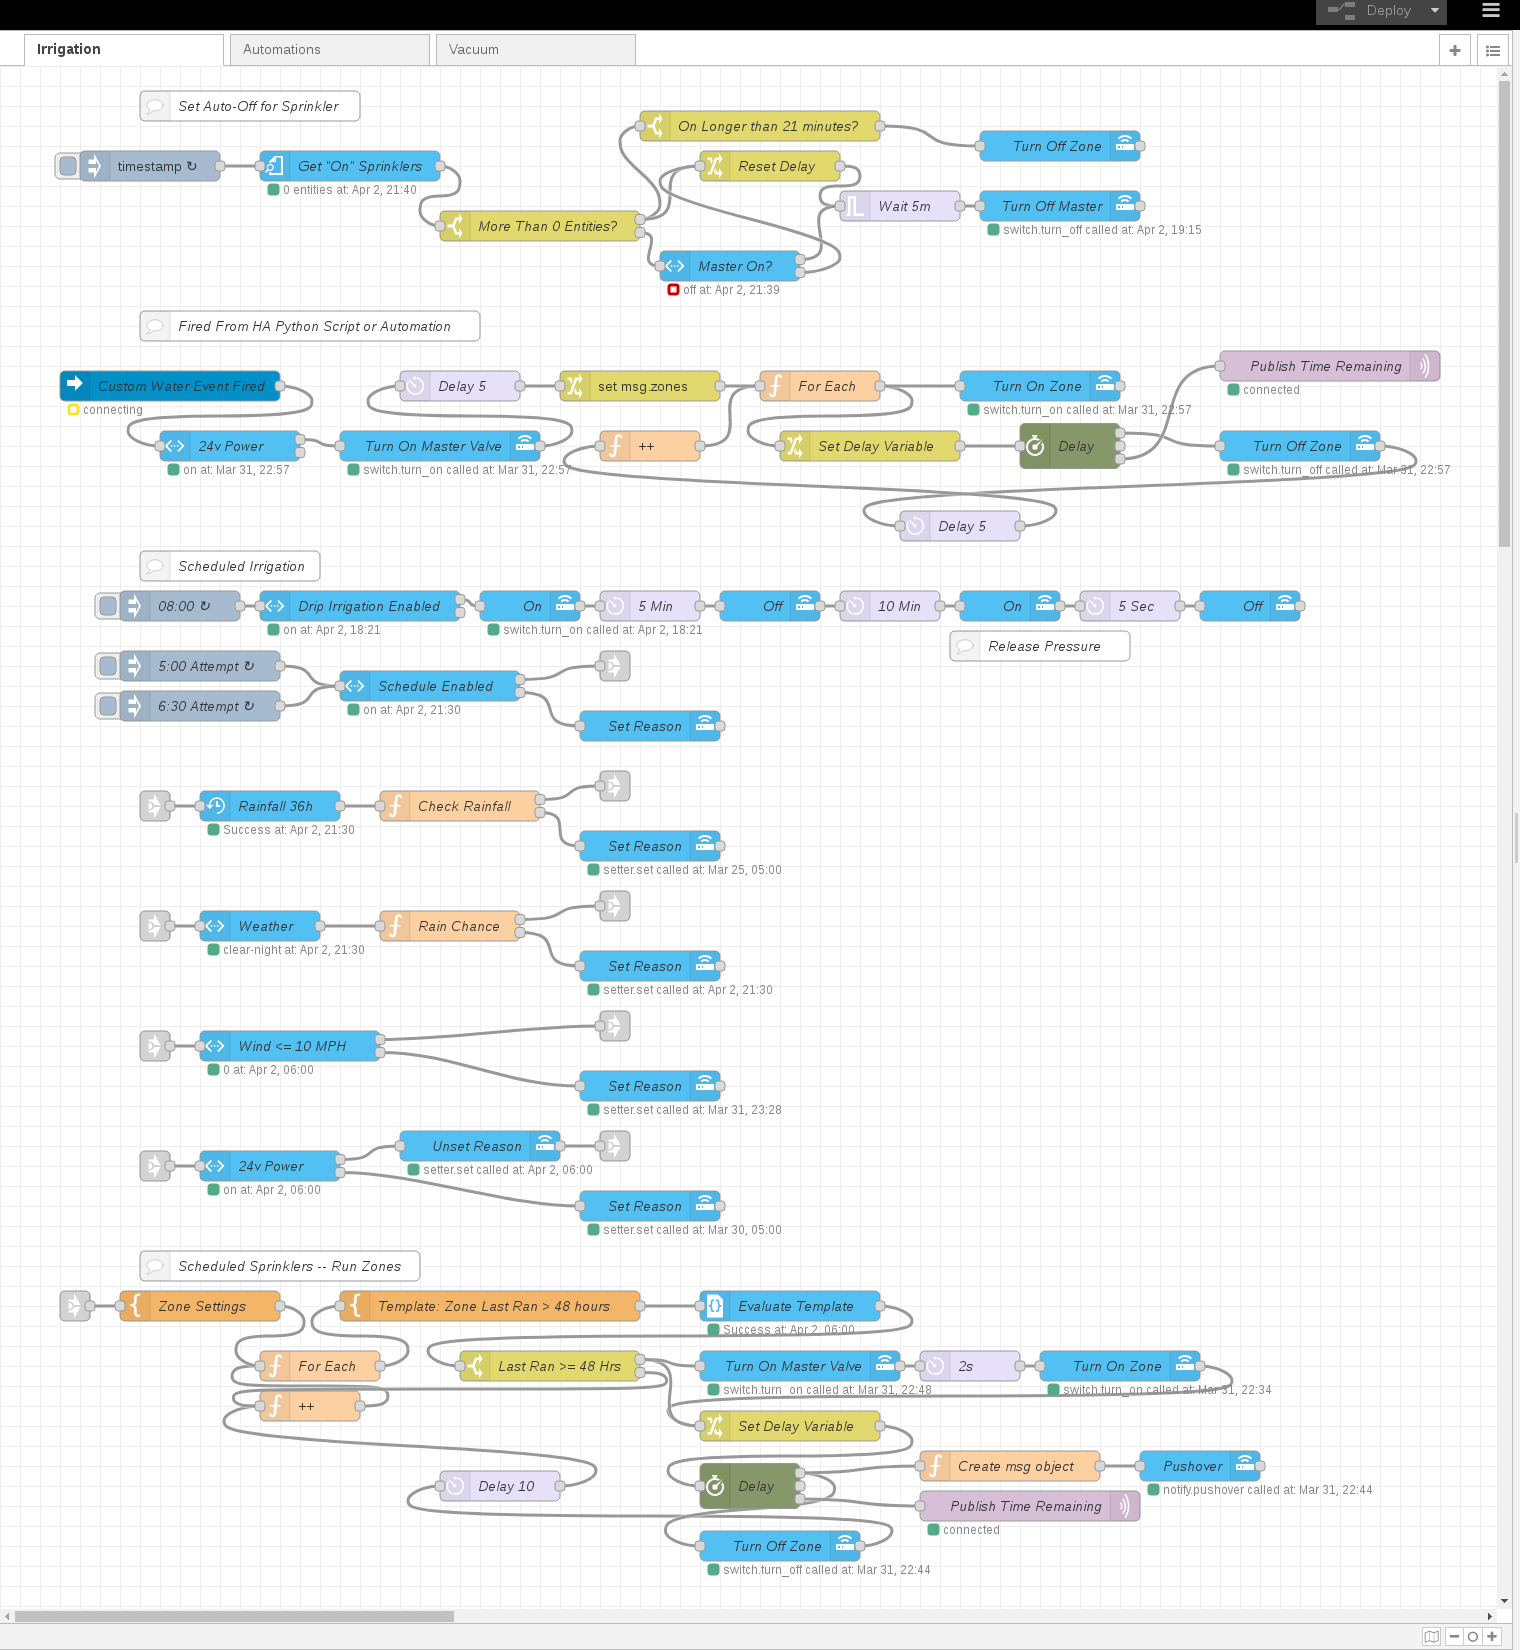 Deploy
Irrigation
Automations
Vacuum
Set Auto-Off for Sprinkler
On Longer than 21 minutes?
Turn Off Zone
timestamp ↻
Get "On" Sprinklers
0 entities at: Apr 2, 21:40
Reset Delay
Wait 5m
Turn Off Master
switch.turn_off called at: Apr 2, 19:15
More Than 0 Entities?
Master On?
off at: Apr 2, 21:39
Fired From HA Python Script or Automation
Publish Time Remaining
connected
Custom Water Event Fired
connecting
Delay 5
set msg.zones
For Each
Turn On Zone
switch.turn_on called at: Mar 31, 22:57
24v Power
on at: Mar 31, 22:57
Turn On Master Valve
switch.turn_on called at: Mar 31, 22:57
++
Set Delay Variable
Delay
Turn Off Zone
switch.turn_off called at: Mar 31, 22:57
Delay 5
Scheduled Irrigation
08:00 ↻
Drip Irrigation Enabled
on at: Apr 2, 18:21
On
switch.turn_on called at: Apr 2, 18:21
5 Min
Off
10 Min
On
5 Sec
Off
Release Pressure
5:00 Attempt ↻
6:30 Attempt ↻
Schedule Enabled
on at: Apr 2, 21:30
Set Reason
Rainfall 36h
Success at: Apr 2, 21:30
Check Rainfall
Set Reason
setter.set called at: Mar 25, 05:00
Weather
clear-night at: Apr 2, 21:30
Rain Chance
Set Reason
setter.set called at: Apr 2, 21:30
Wind <= 10 MPH
0 at: Apr 2, 06:00
Set Reason
setter.set called at: Mar 31, 23:28
24v Power
on at: Apr 2, 06:00
Unset Reason
setter.set called at: Apr 2, 06:00
Set Reason
setter.set called at: Mar 30, 05:00
Scheduled Sprinklers -- Run Zones
Zone Settings
Template: Zone Last Ran > 48 hours
Evaluate Template
Success at: Apr 2, 06:00
For Each
Last Ran >= 48 Hrs
Turn On Master Valve
switch.turn_on called at: Mar 31, 22:48
2s
Turn On Zone
switch.turn_on called at: Mar 31, 22:34
++
Set Delay Variable
Delay 10
Delay
Create msg object
Pushover
notify.pushover called at: Mar 31, 22:44
Publish Time Remaining
connected
Turn Off Zone
switch.turn_off called at: Mar 31, 22:44